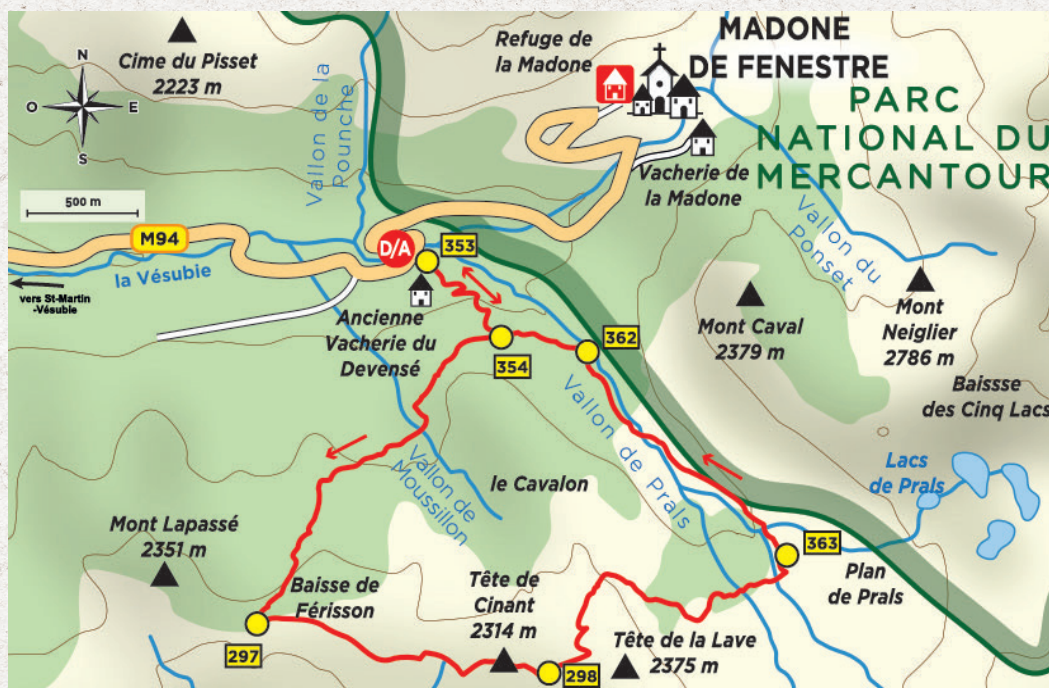 Cime du Pisset
2223 m
N
O
E
S
500 m
Vallon de la
Pounche
Refuge de
la Madone
MADONE
DE FENESTRE
PARC
NATIONAL DU
MERCANTOUR
Vacherie de
la Madone
Vallon du
Ponset
M94
la Vésubie
vers St-Martin
-Vésubie
D/A
353
Ancienne
Vacherie du
Devensé
354
362
Mont Caval
2379 m
Mont
Neiglier
2786 m
Baissse
des Cinq Lacs
Lacs
de Prals
Vallon de Prals
le Cavalon
Vallon de
Moussillon
Mont Lapassé
2351 m
363
Plan
de Prals
Baisse de
Férisson
297
Tête de
Cinant
2314 m
298
Tête de la Lave
2375 m